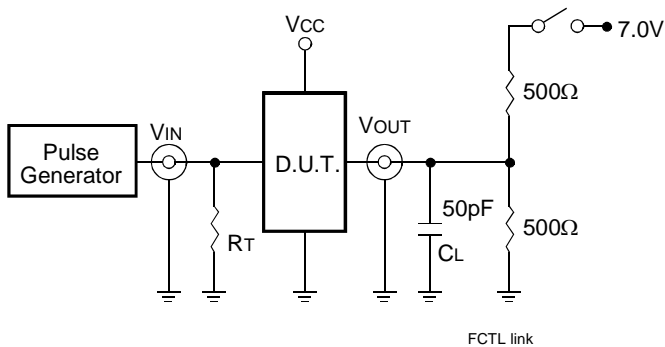 VCC
7.0V
500Ω
VIN
VOUT
Pulse
Generator
D.U.T.
50pF
RT
CL
500Ω
FCTL link